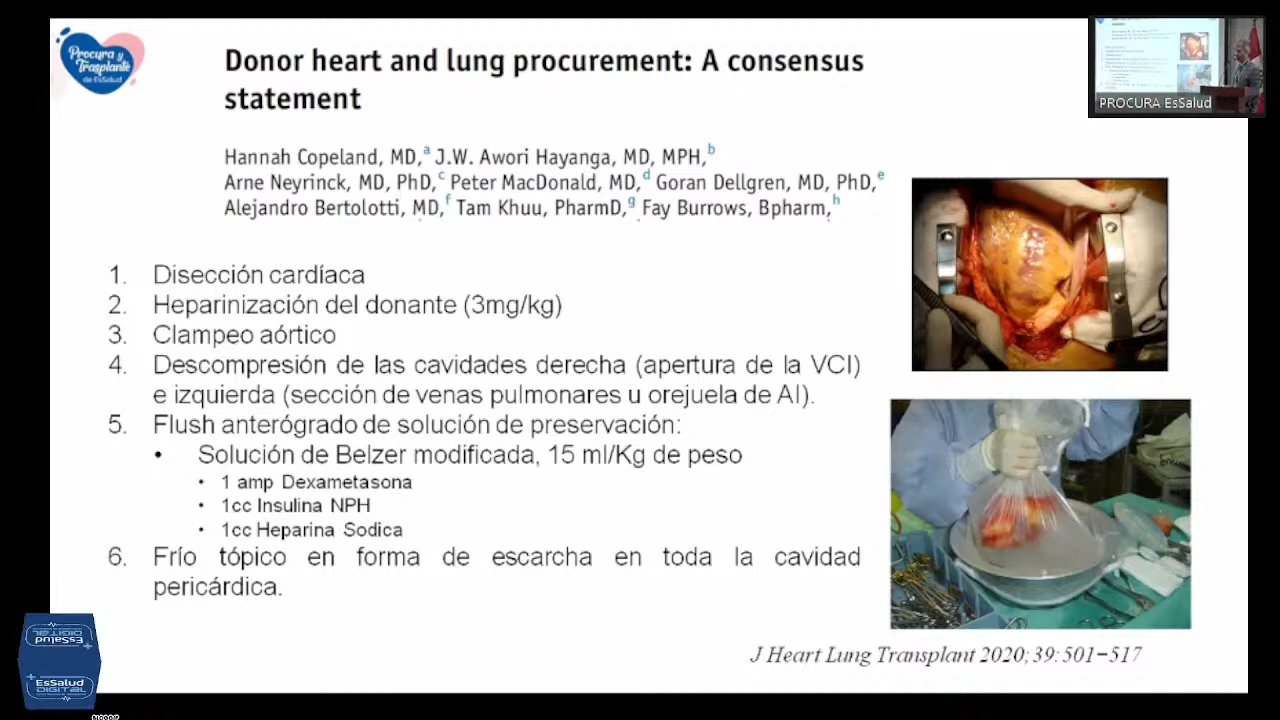 Procura y
Trasplante
de EsSalud
Donor heart and lung procurement: A consensus
statement
PROCURA EsSalud
Hannah Copeland, MD,a J.W. Awori Hayanga, MD, MPH,b
Arne Neyrinck, MD, PhD,c Peter MacDonald, MD,d Goran Dellgren, MD, PhD,e
Alejandro Bertolotti, MD,f Tam Khuu, PharmD,g Fay Burrows, Bpharm,h
1. Disección cardíaca
2. Heparinización del donante (3mg/kg)
3. Clampeo aórtico
4. Descompresión de las cavidades derecha (apertura de la VCI)
e izquierda (sección de venas pulmonares u orejuela de AI).
5. Flush anterógrado de solución de preservación:
• Solución de Belzer modificada, 15 ml/Kg de peso
• 1 amp Dexametasona
• 1cc Insulina NPH
• 1cc Heparina Sodica
6. Frío tópico en forma de escarcha en toda la cavidad
pericárdica.
J Heart Lung Transplant 2020;39:501–517
EsSalud
DIGITAL
EsSalud
DIGITAL